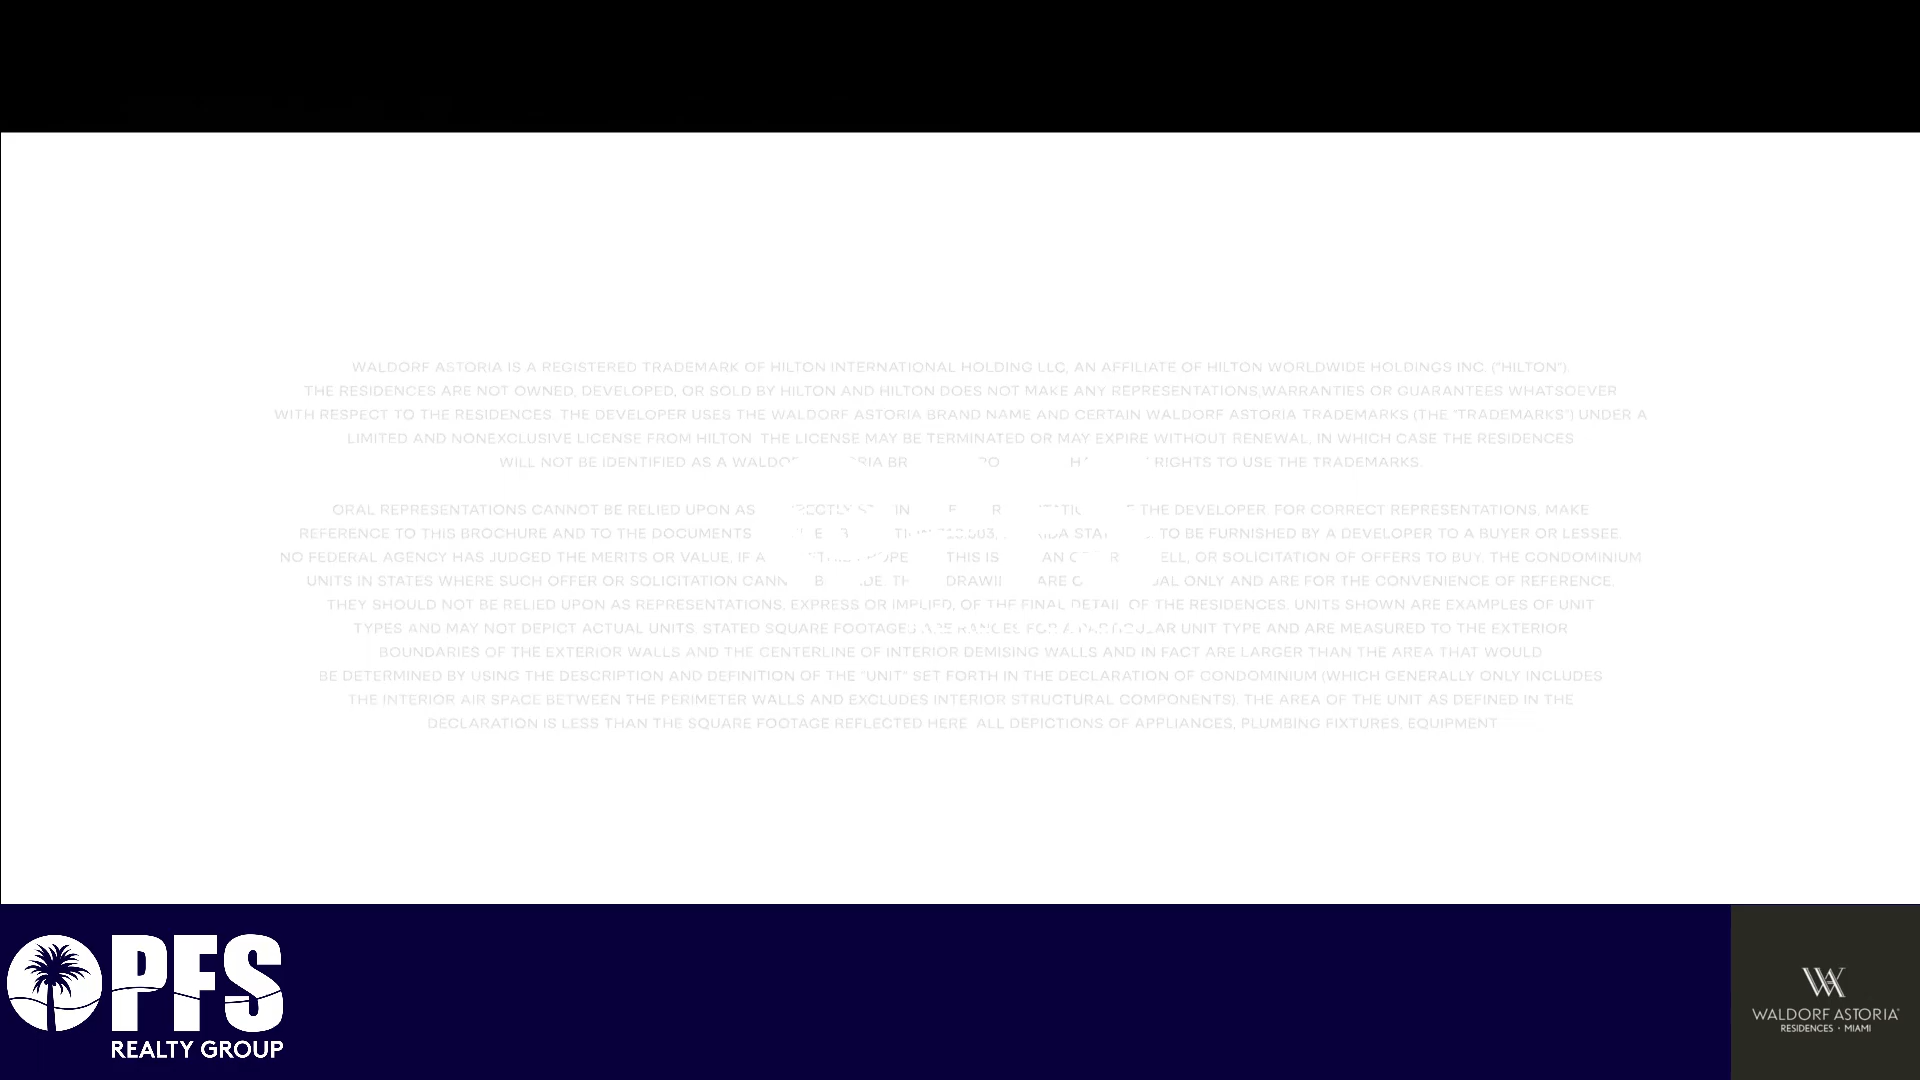 WALDORF ASTORIA IS A REGISTERED TRADEMARK OF HILTON INTERNATIONAL HOLDING LLC, AN AFFILIATE OF HILTON WORLDWIDE HOLDINGS INC. ("HILTON").
THE RESIDENCES ARE NOT OWNED, DEVELOPED, OR SOLD BY HILTON AND HILTON DOES NOT MAKE ANY REPRESENTATIONS,WARRANTIES OR GUARANTEES WHATSOEVER
WITH RESPECT TO THE RESIDENCES. THE DEVELOPER USES THE WALDORF ASTORIA BRAND NAME AND CERTAIN WALDORF ASTORIA TRADEMARKS (THE "TRADEMARKS") UNDER A
LIMITED AND NONEXCLUSIVE LICENSE FROM HILTON. THE LICENSE MAY BE TERMINATED OR MAY EXPIRE WITHOUT RENEWAL, IN WHICH CASE THE RESIDENCES
WILL NOT BE IDENTIFIED AS A RIGHTS TO USE THE TRADEMARKS.
ORAL REPRESENTATIONS CANNOT BE RELIED UPON AS THE DEVELOPER. FOR CORRECT REPRESENTATIONS, MAKE
REFERENCE TO THIS BROCHURE AND TO THE DOCUMENTS TO BE FURNISHED BY A DEVELOPER TO A BUYER OR LESSEE.
NO FEDERAL AGENCY HAS JUDGED THE MERITS OR VALUE, IF THIS IS AN OR SOLICITATION OF OFFERS TO BUY, THE CONDOMINIUM
UNITS IN STATES WHERE SUCH OFFER OR SOLICITATION ARE ONLY AND ARE FOR THE CONVENIENCE OF REFERENCE.
THEY SHOULD NOT BE RELIED UPON AS REPRESENTATIONS, EXPRESS OR IMPLIED, OF THE FINAL DETAIL OF THE RESIDENCES. UNITS SHOWN ARE EXAMPLES OF UNIT
TYPES AND MAY NOT DEPICT ACTUAL UNITS. STATED SQUARE FOOTAGES ARE RANGES FOR A PARTICULAR UNIT TYPE AND ARE MEASURED TO THE EXTERIOR
BOUNDARIES OF THE EXTERIOR WALLS AND THE CENTERLINE OF INTERIOR DEMISING WALLS AND IN FACT ARE LARGER THAN THE AREA THAT WOULD
BE DETERMINED BY USING THE DESCRIPTION AND DEFINITION OF THE "UNIT" SET FORTH IN THE DECLARATION OF CONDOMINIUM (WHICH GENERALLY ONLY INCLUDES
THE INTERIOR AIR SPACE BETWEEN THE PERIMETER WALLS AND EXCLUDES INTERIOR STRUCTURAL COMPONENTS). THE AREA OF THE UNIT AS DEFINED IN THE
DECLARATION IS LESS THAN THE SQUARE FOOTAGE REFLECTED HERE. ALL DEPICTIONS OF APPLIANCES, PLUMBING FIXTURES, EQUIPMENT
PFS
REALTY GROUP
WALDORF ASTORIA
RESIDENCES • MIAMI